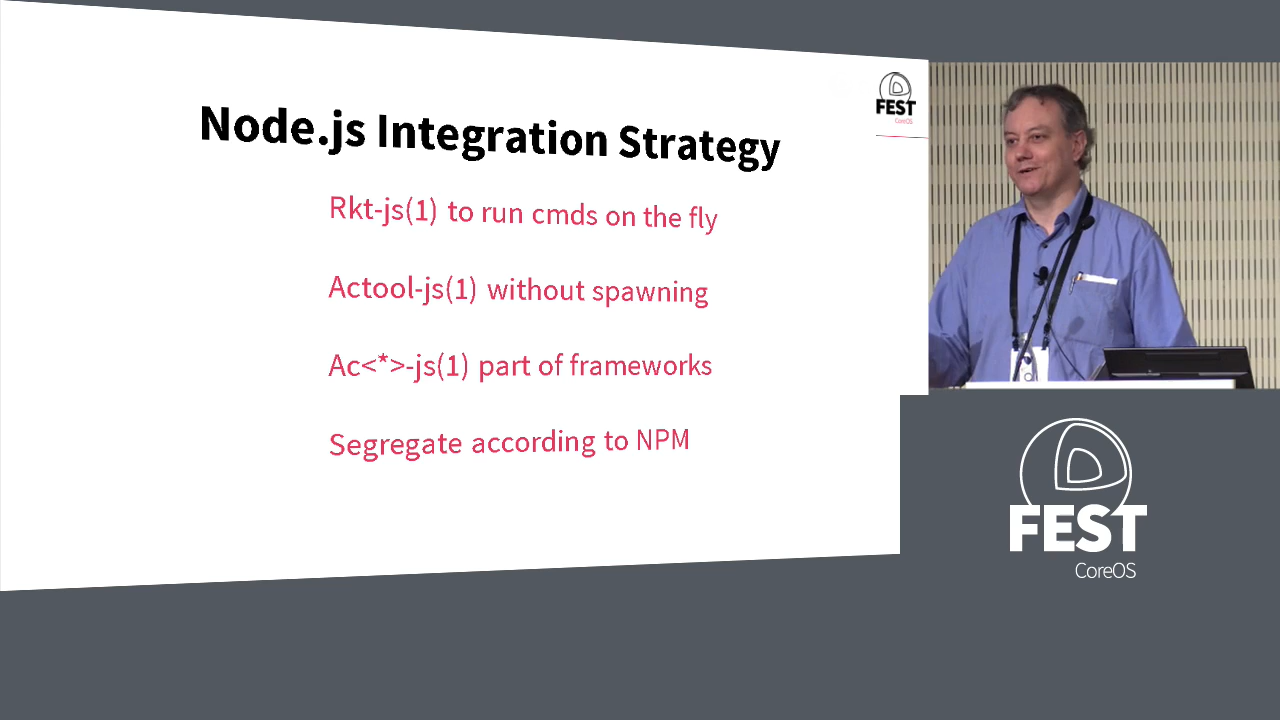 FEST
CoreOS
Node.js Integration Strategy
Rkt-js(1) to run cmds on the fly
Actool-js(1) without spawning
Ac<*>-js(1) part of frameworks
Segregate according to NPM
FEST
CoreOS